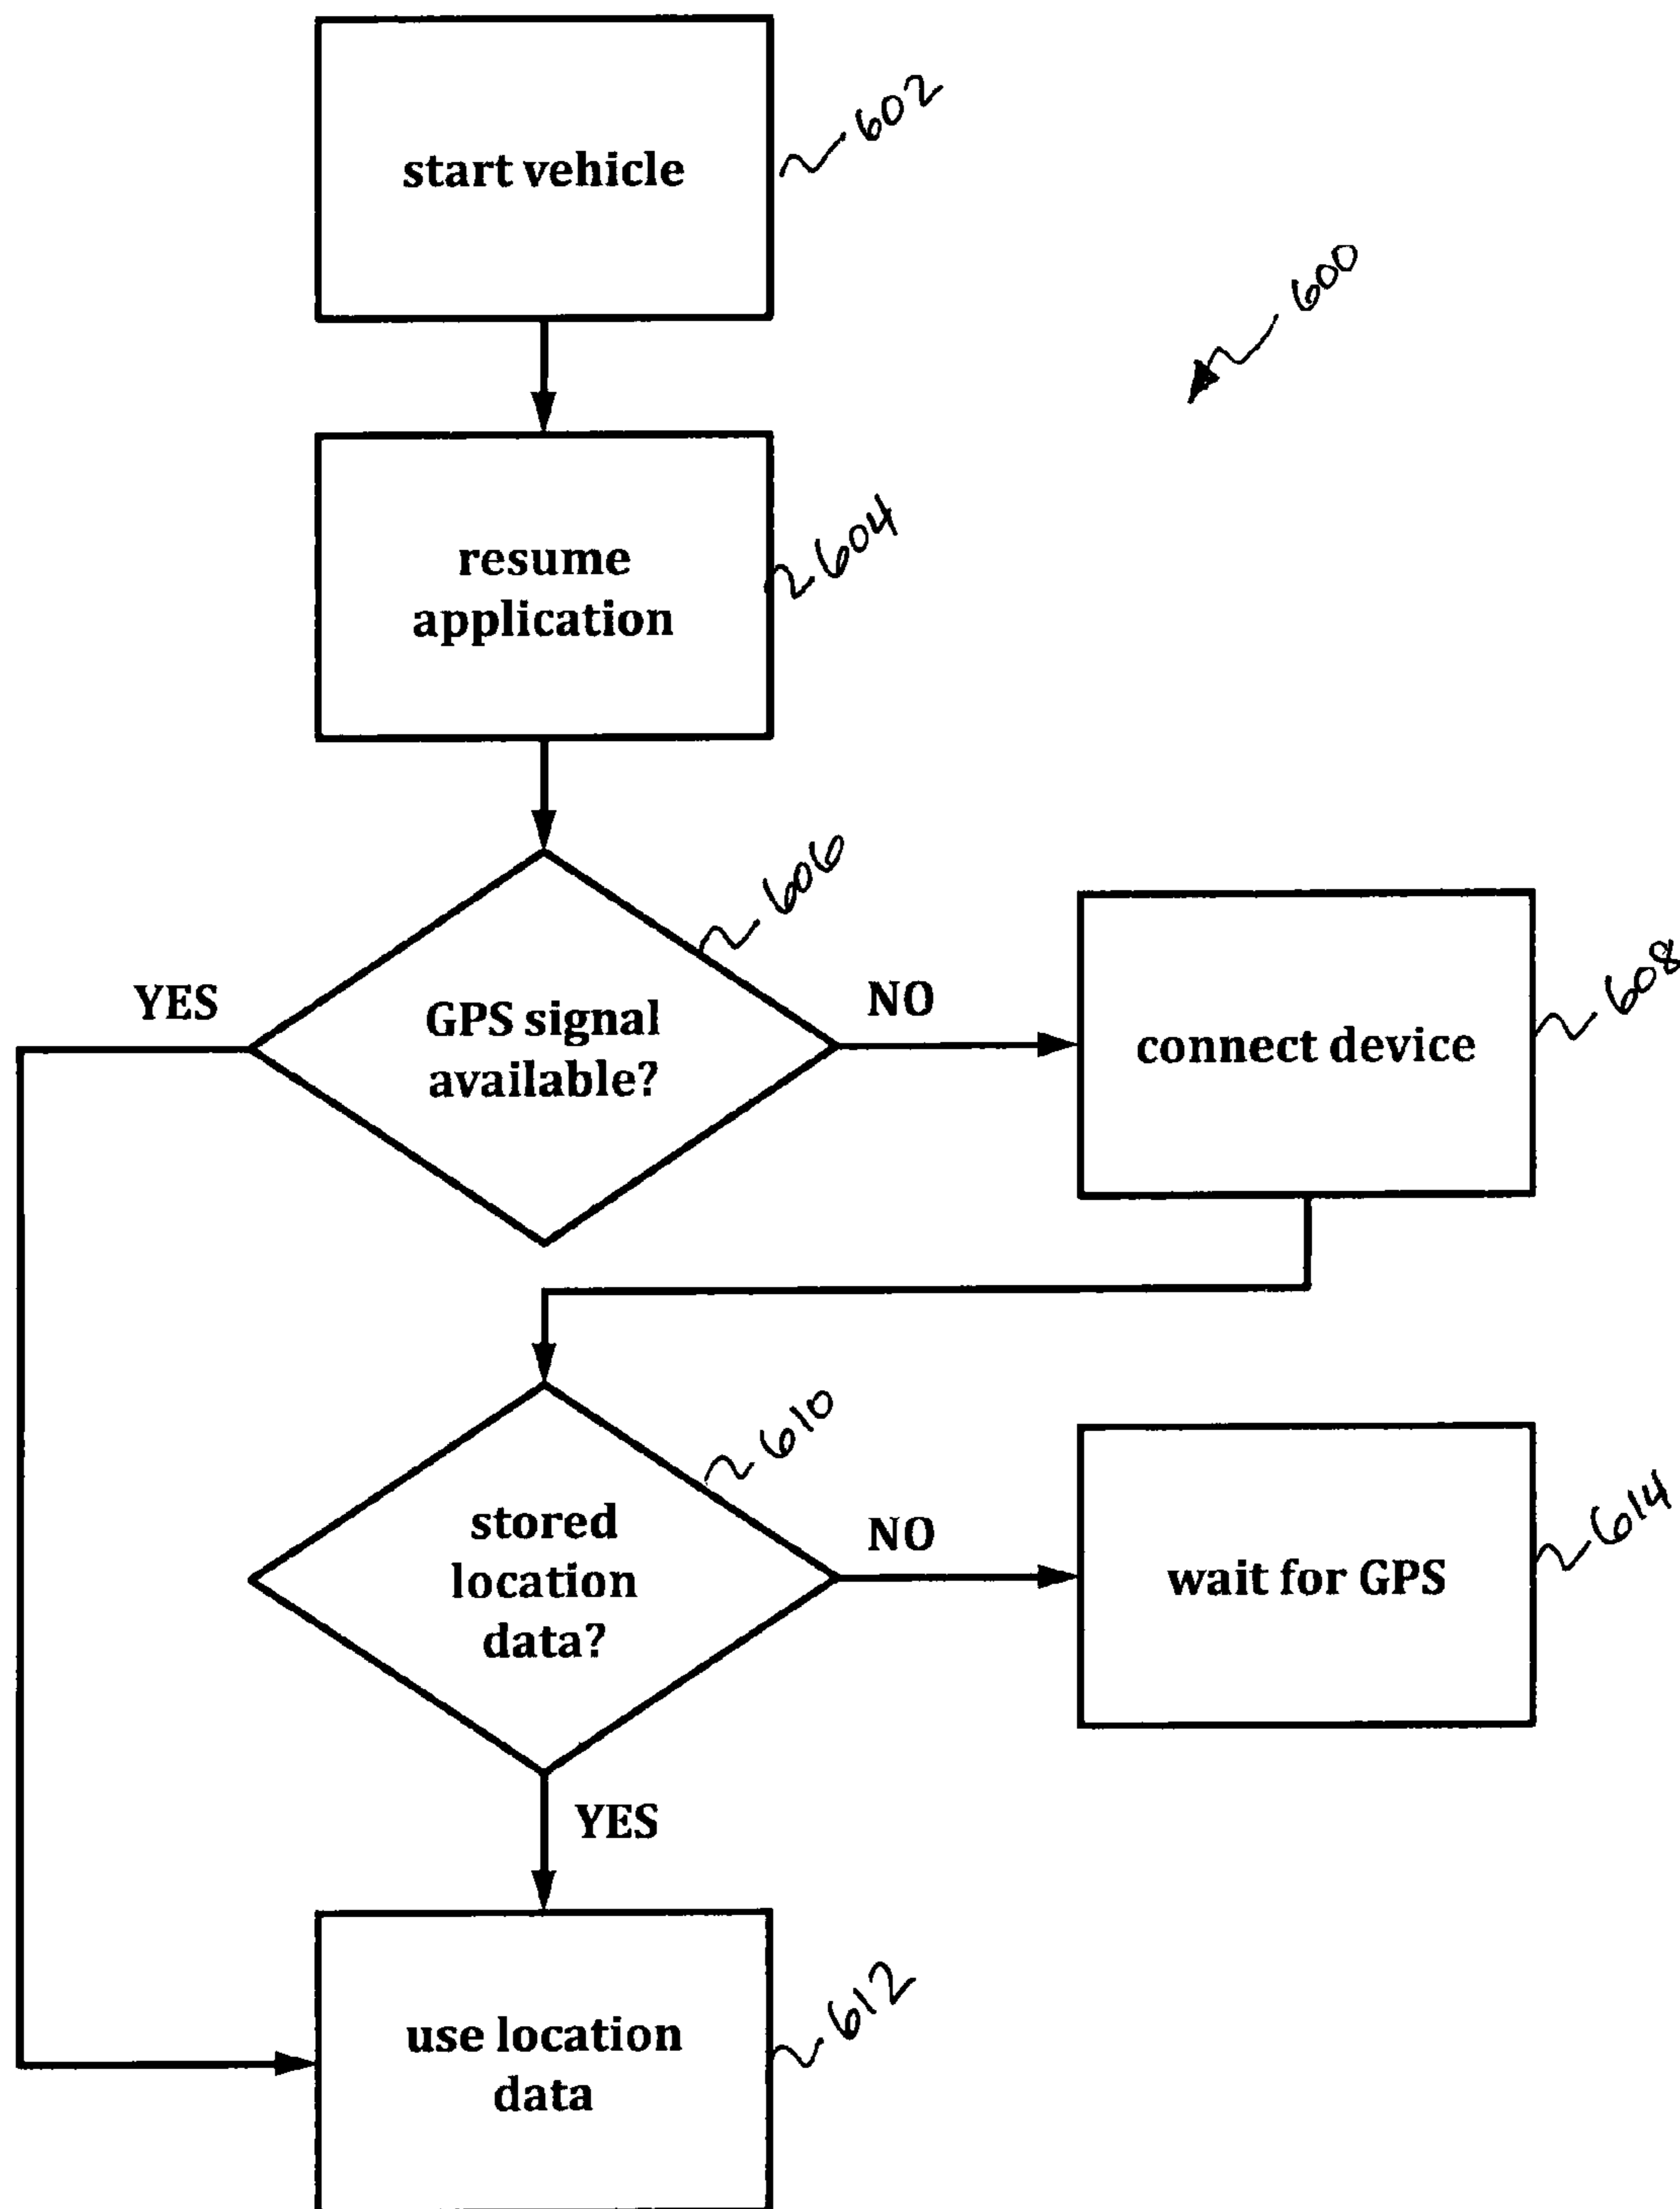 start vehicle
602
600
resume
application
604
606
YES
GPS signal
available?
NO
connect device
608
610
stored
location
data?
NO
wait for GPS
614
YES
use location
data
612